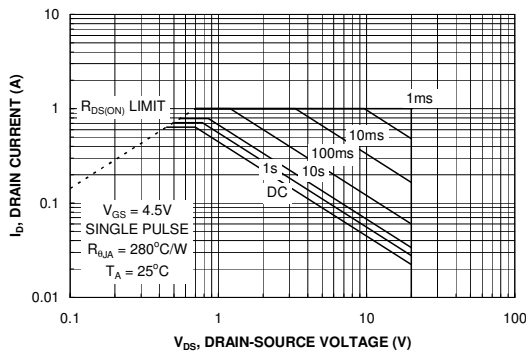 10
1
0.1
0.01
I_D, DRAIN CURRENT (A)
R_DS(ON) LIMIT
1ms
10ms
100ms
1s
10s
DC
V_GS = 4.5V
SINGLE PULSE
R_θJA = 280°C/W
T_A = 25°C
0.1
1
10
100
V_DS, DRAIN-SOURCE VOLTAGE (V)